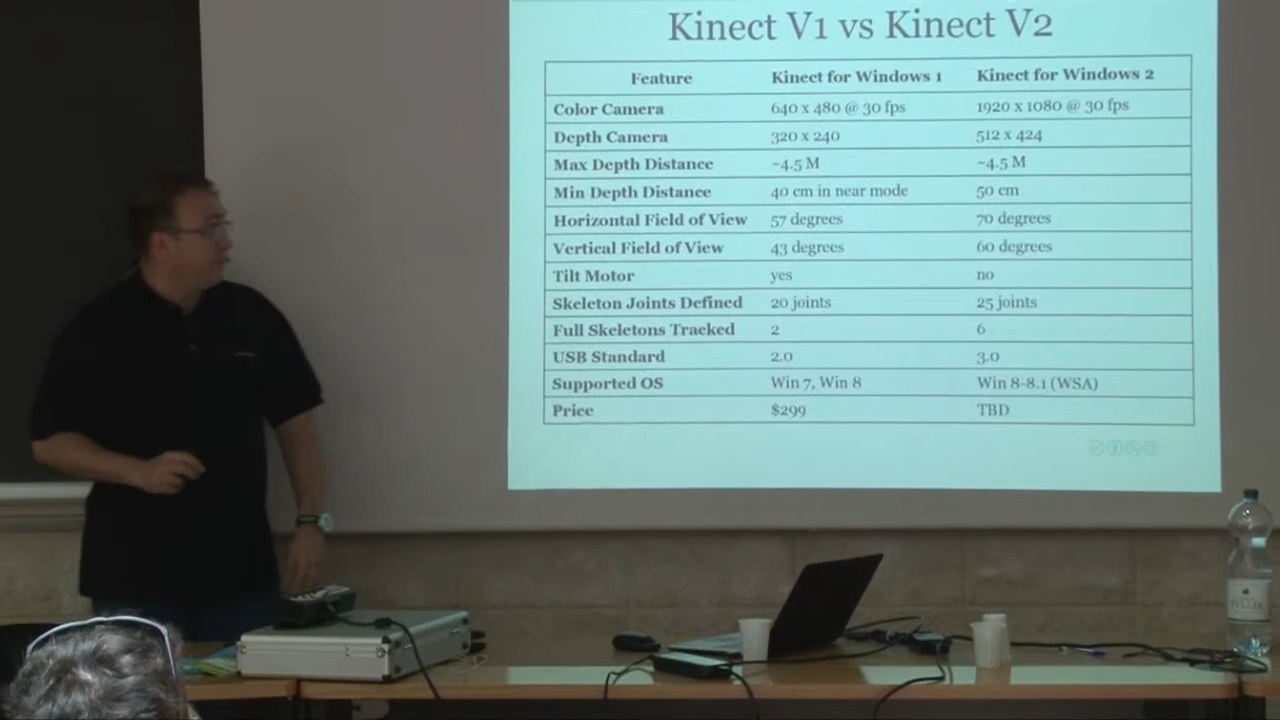 Kinect V1 vs Kinect V2
Feature Kinect for Windows 1 Kinect for Windows 2
Color Camera 640 x 480 @ 30 fps 1920 x 1080 @ 30 fps
Depth Camera 320 x 240 512 x 424
Max Depth Distance ~4.5 M ~4.5 M
Min Depth Distance 40 cm in near mode 50 cm
Horizontal Field of View 57 degrees 70 degrees
Vertical Field of View 43 degrees 60 degrees
Tilt Motor yes no
Skeleton Joints Defined 20 joints 25 joints
Full Skeletons Tracked 2 6
USB Standard 2.0 3.0
Supported OS Win 7, Win 8 Win 8-8.1 (WSA)
Price $299 TBD